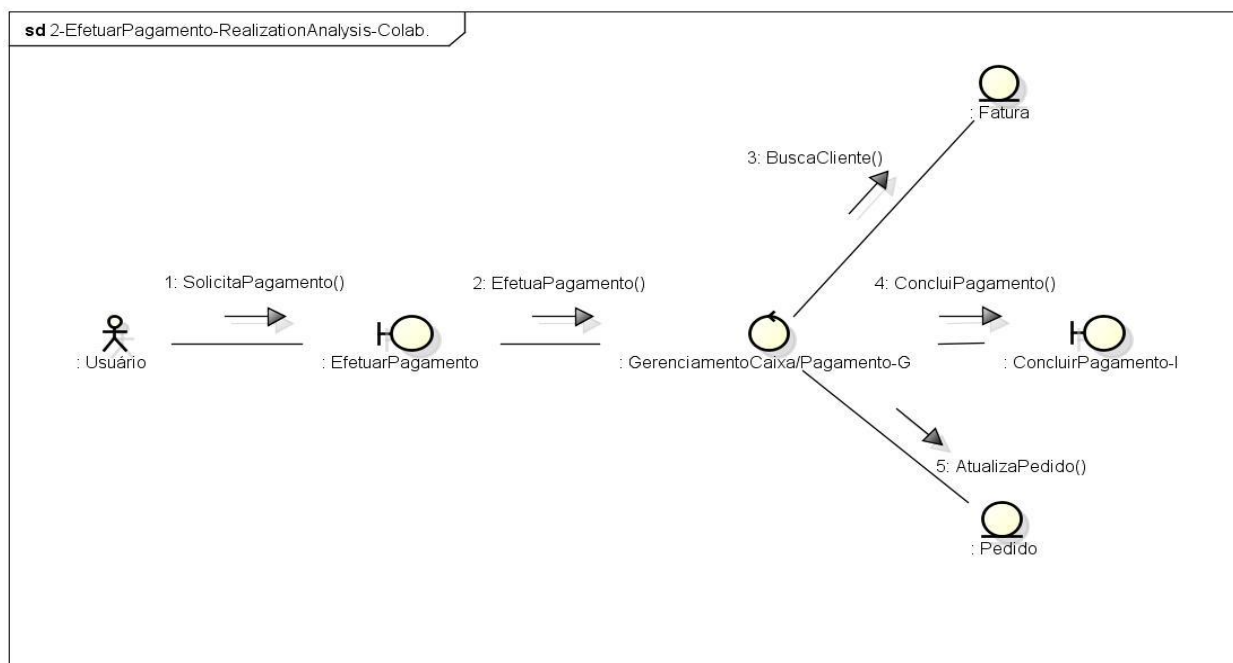 sd 2-EfetuarPagamento-RealizationAnalysis-Colab.
: Fatura
3: BuscaCliente()
1: SolicitaPagamento()
2: EfetuaPagamento()
4: ConcluiPagamento()
: Usuário
: EfetuarPagamento
: GerenciamentoCaixa/Pagamento-G
: ConcluirPagamento-I
5: AtualizaPedido()
: Pedido